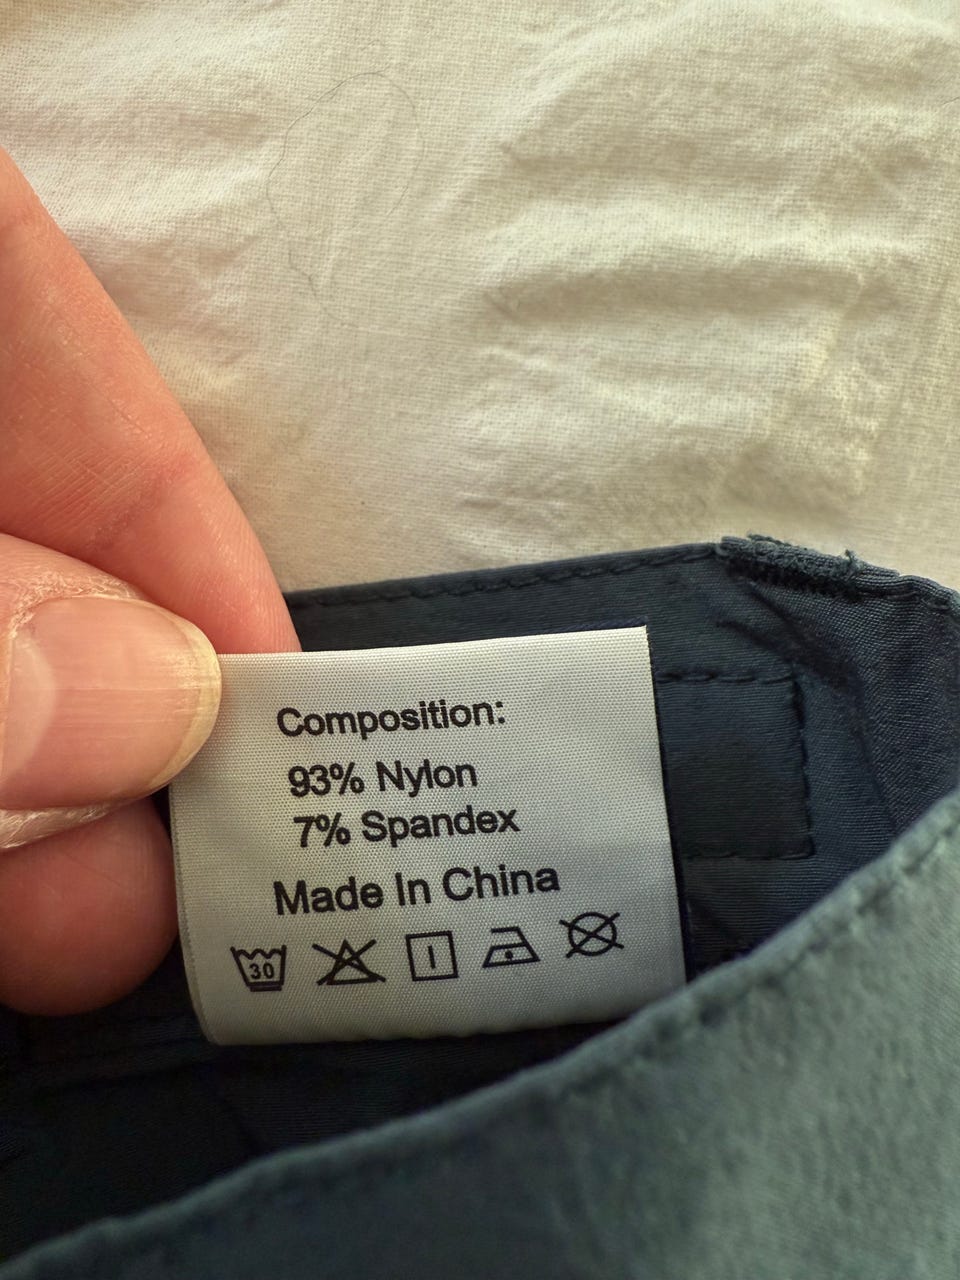 Composition:
93% Nylon
7% Spandex
Made In China
30